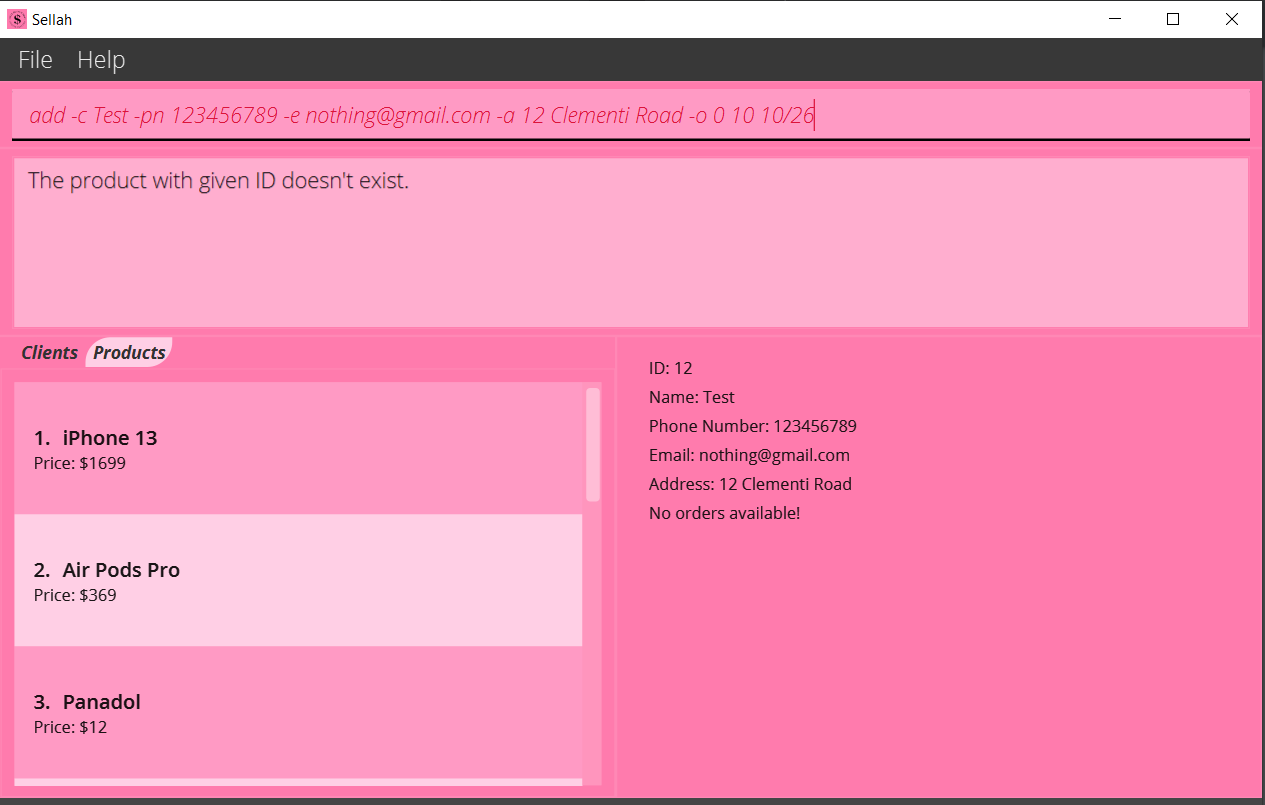 Sellah
File Help
add -c Test -pn 123456789 -e nothing@gmail.com -a 12 Clementi Road -o 0 10 10/26
The product with given ID doesn't exist.
Clients Products
1. iPhone 13
Price: $1699
2. Air Pods Pro
Price: $369
3. Panadol
Price: $12
ID: 12
Name: Test
Phone Number: 123456789
Email: nothing@gmail.com
Address: 12 Clementi Road
No orders available!